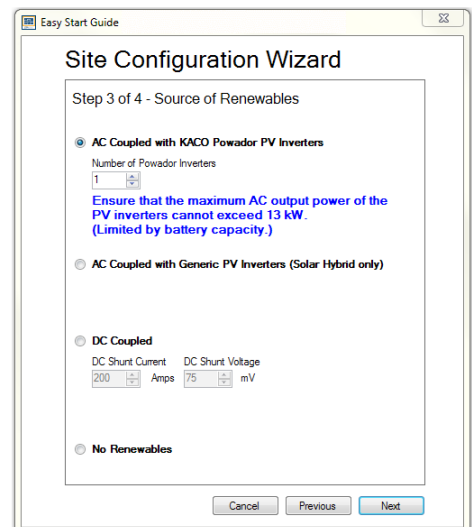 Easy Start Guide
Site Configuration Wizard
Step 3 of 4 - Source of Renewables
AC Coupled with KACO Powador PV Inverters
Number of Powador Inverters
1
Ensure that the maximum AC output power of the
PV inverters cannot exceed 13 kW.
(Limited by battery capacity.)
AC Coupled with Generic PV Inverters (Solar Hybrid only)
DC Coupled
DC Shunt Current DC Shunt Voltage
200 Amps 75 mV
No Renewables
Cancel Previous Next